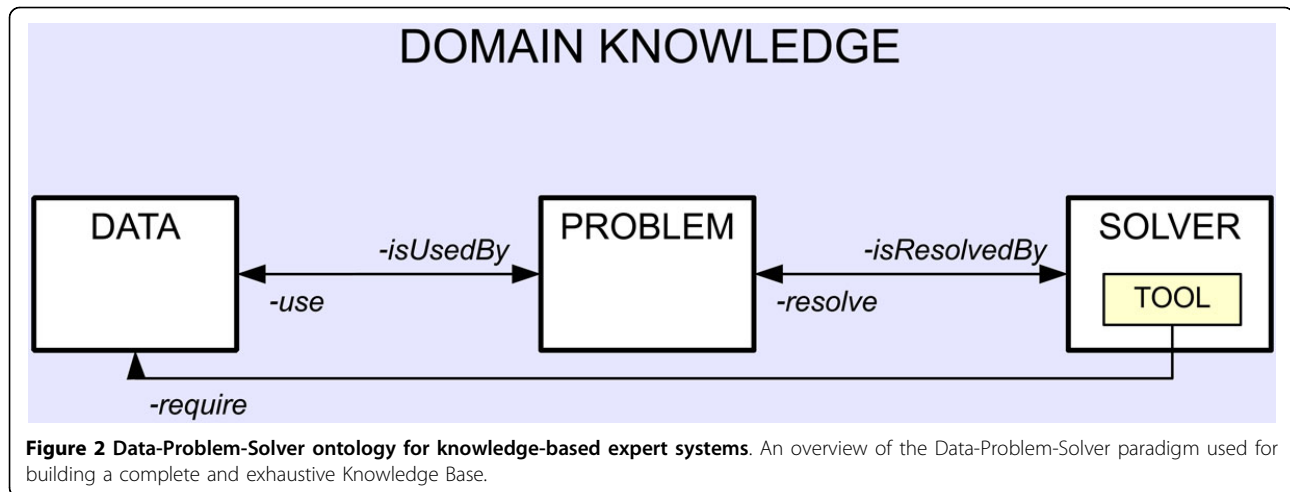 DOMAIN KNOWLEDGE
DATA
PROBLEM
SOLVER
-isUsedBy
-isResolvedBy
-use
-resolve
TOOL
-require
Figure 2 Data-Problem-Solver ontology for knowledge-based expert systems. An overview of the Data-Problem-Solver paradigm used for
building a complete and exhaustive Knowledge Base.